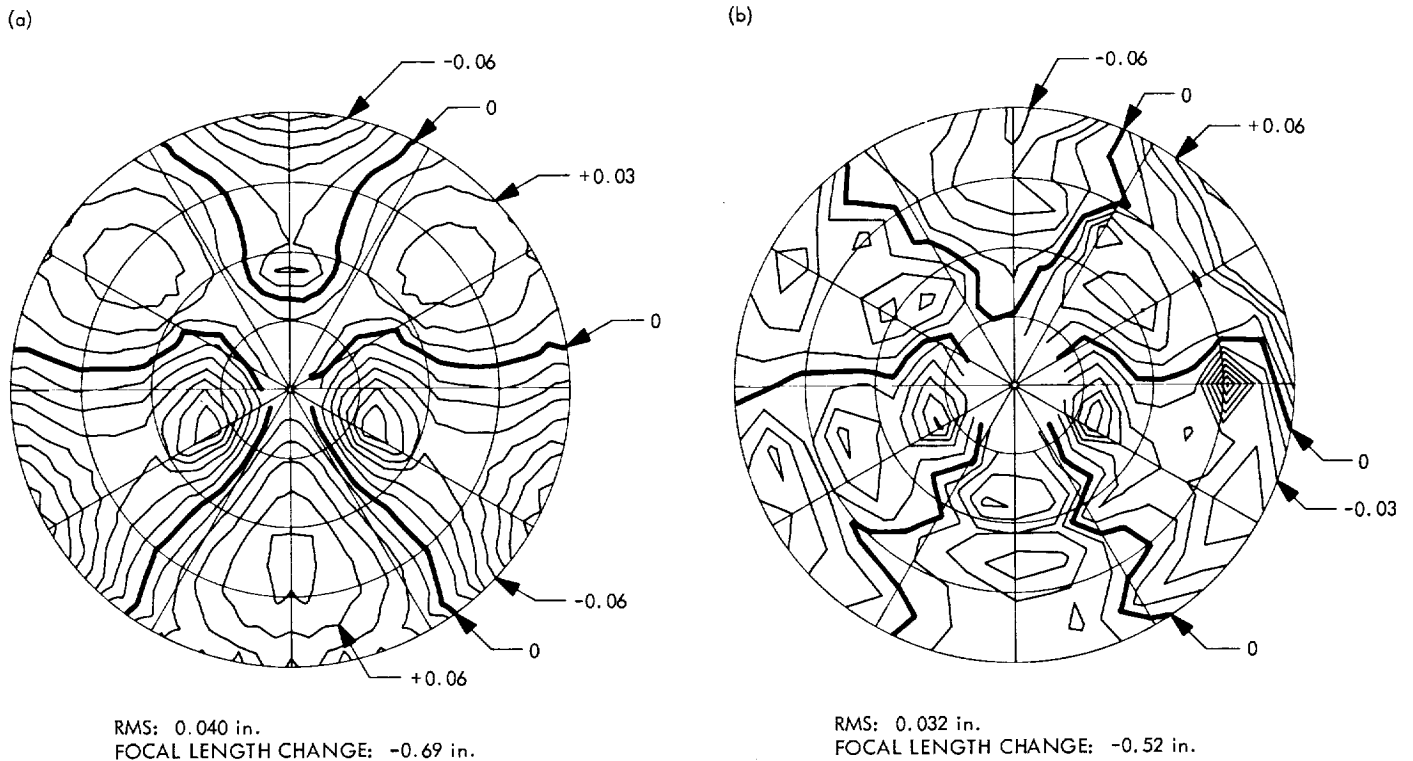 (a)
-0.06
0
+0.03
0
-0.06
0
+0.06
RMS: 0.040 in.
FOCAL LENGTH CHANGE: -0.69 in.
(b)
-0.06
0
+0.06
0
-0.03
0
RMS: 0.032 in.
FOCAL LENGTH CHANGE: -0.52 in.